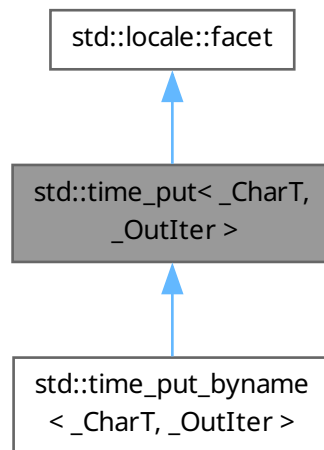 std::locale::facet
std::time_put< _CharT,
_OutIter >
std::time_put_byname
< _CharT, _OutIter >